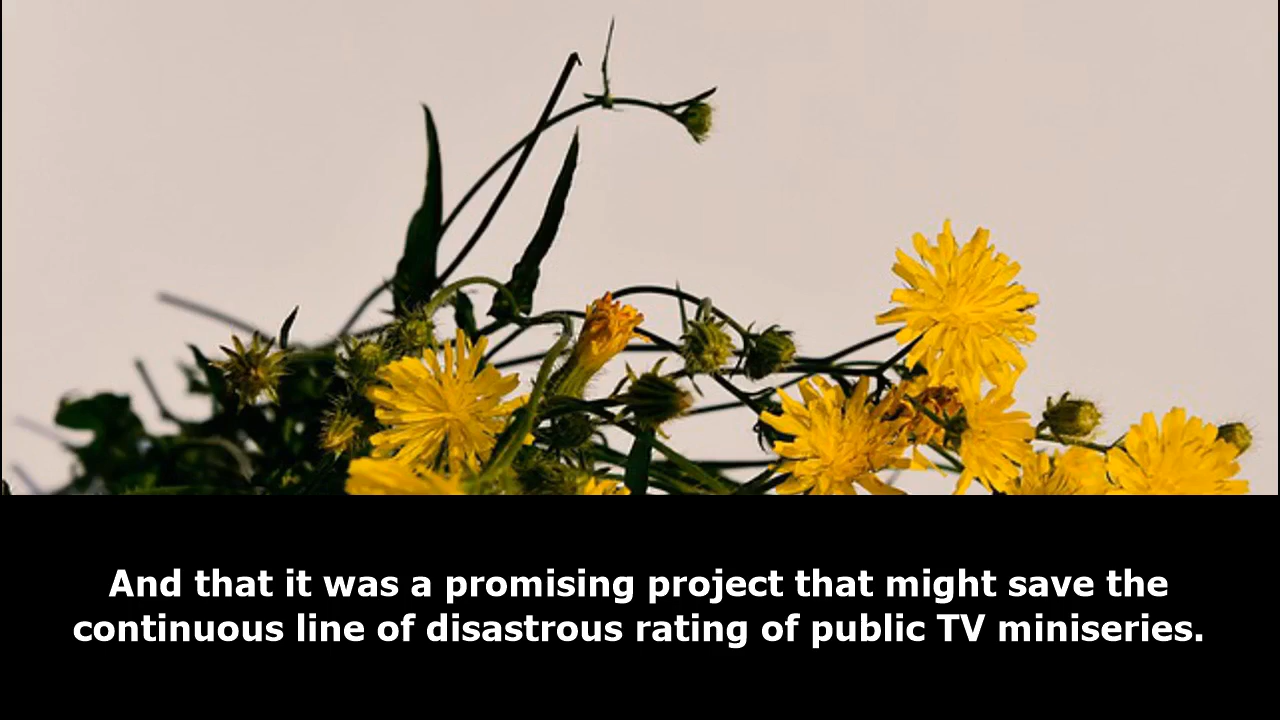 And that it was a promising project that might save the
continuous line of disastrous rating of public TV miniseries.